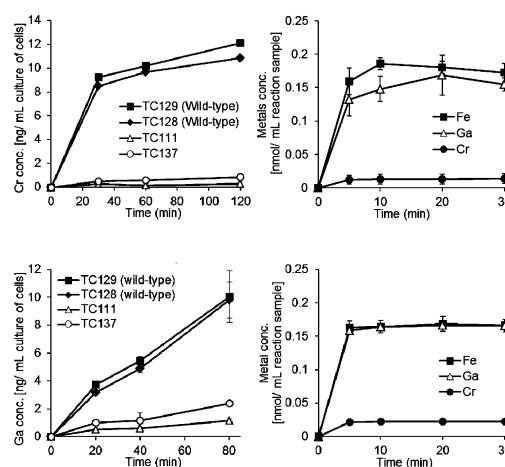 Cr conc. [ng/ mL culture of cells]
14
12
10
8
6
4
2
0
TC129 (Wild-type)
TC128 (Wild-type)
TC111
TC137
0 20 40 60 80 100 120
Time (min)
Metals conc.
[nmol/ mL reaction sample]
0.25
0.2
0.15
0.1
0.05
0
Fe
Ga
Cr
0 10 20 30
Time (min)
Ga conc. [ng/ mL culture of cells]
12
10
8
6
4
2
0
TC129 (wild-type)
TC128 (wild-type)
TC111
TC137
0 20 40 60 80
Time (min)
Metal conc.
[nmol/ mL reaction sample]
0.25
0.2
0.15
0.1
0.05
0
Fe
Ga
Cr
0 10 20 30
Time (min)